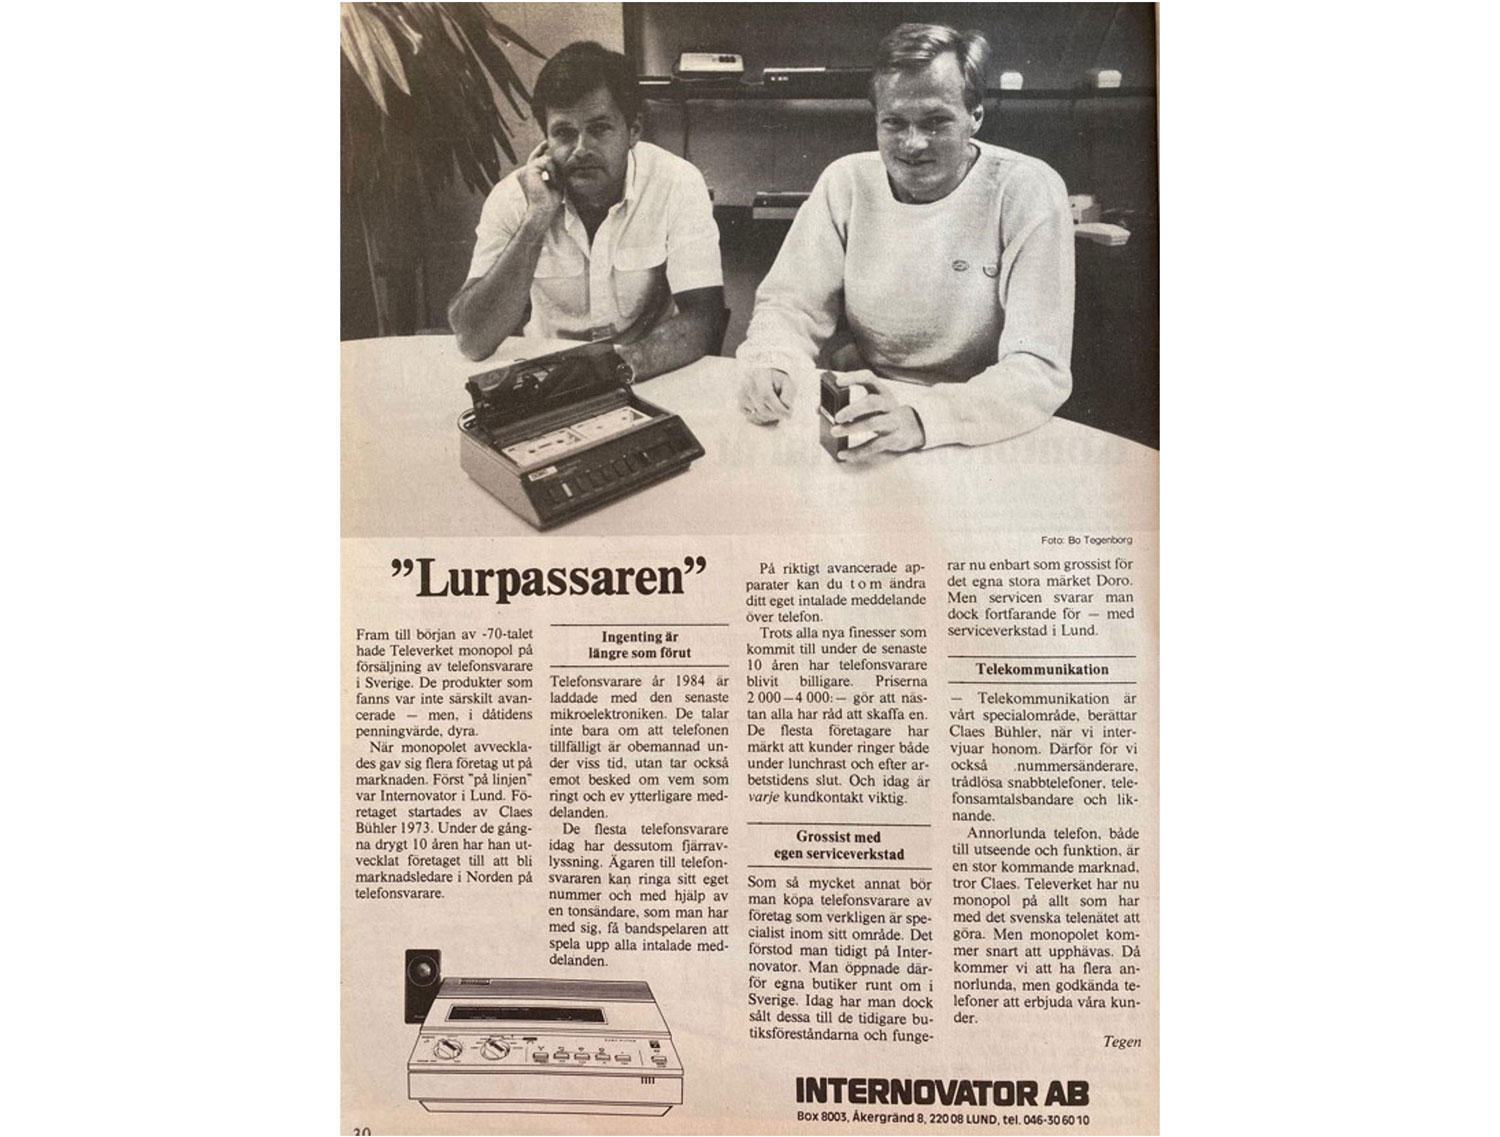 Foto: Bo Tegenborg
"Lurpassaren"
Fram till början av -70-talet
hade Televerket monopol på
försäljning av telefonsvarare
i Sverige. De produkter som
fanns var inte särskilt avan-
cerade — men, i dåtidens
penningvärde, dyra.
När monopolet avveckla-
des gav sig flera företag ut på
marknaden. Först "på linjen"
var Internovator i Lund. Fö-
retaget startades av Claes
Bühler 1973. Under de gång-
na drygt 10 åren har han ut-
vecklat företaget till att bli
marknadsledare i Norden på
telefonsvarare.
Ingenting är
längre som förut
Telefonsvarare år 1984 är
laddade med den senaste
mikroelektroniken. De talar
inte bara om att telefonen
tillfälligt är obemannad un-
der viss tid, utan tar också
emot besked om vem som
ringt och ev ytterligare med-
delanden.
De flesta telefonsvarare
idag har dessutom fjärrav-
lyssning. Ägaren till telefon-
svararen kan ringa sitt eget
nummer och med hjälp av
en tonsändare, som man har
med sig, få bandspelaren att
spela upp alla intalade med-
delanden.
På riktigt avancerade ap-
parater kan du t o m ändra
ditt eget intalade meddelande
över telefon.
Trots alla nya finesser som
kommit till under de senaste
10 åren har telefonsvarare
blivit billigare. Priserna
2 000–4 000:— gör att näs-
tan alla har råd att skaffa en.
De flesta företagare har
märkt att kunder ringer både
under lunchrast och efter ar-
betstidens slut. Och idag är
varje kundkontakt viktig.
Grossist med
egen serviceverkstad
Som så mycket annat bör
man köpa telefonsvarare av
företag som verkligen är spe-
cialist inom sitt område. Det
förstod man tidigt på Inter-
novator. Man öppnade där-
för egna butiker runt om i
Sverige. Idag har man dock
sålt dessa till de tidigare bu-
tiksföreståndarna och funge-
rar nu enbart som grossist för
det egna stora märket Doro.
Men servicen svarar man
dock fortfarande för — med
serviceverkstad i Lund.
Telekommunikation
— Telekommunikation är
vårt specialområde, berättar
Claes Bühler, när vi inter-
vjuar honom. Därför för vi
också .nummersänderare,
trådlösa snabbtelefoner, tele-
fonsamtalsbandare och lik-
nande.
Annorlunda telefon, både
till utseende och funktion, är
en stor kommande marknad,
tror Claes. Televerket har nu
monopol på allt som har
med det svenska telenätet att
göra. Men monopolet kom-
mer snart att upphävas. Då
kommer vi att ha flera an-
norlunda, men godkända te-
lefoner att erbjuda våra kun-
der.
Tegen
INTERNOVATOR AB
Box 8003, Åkergränd 8, 220 08 LUND, tel. 046-30 60 10
30